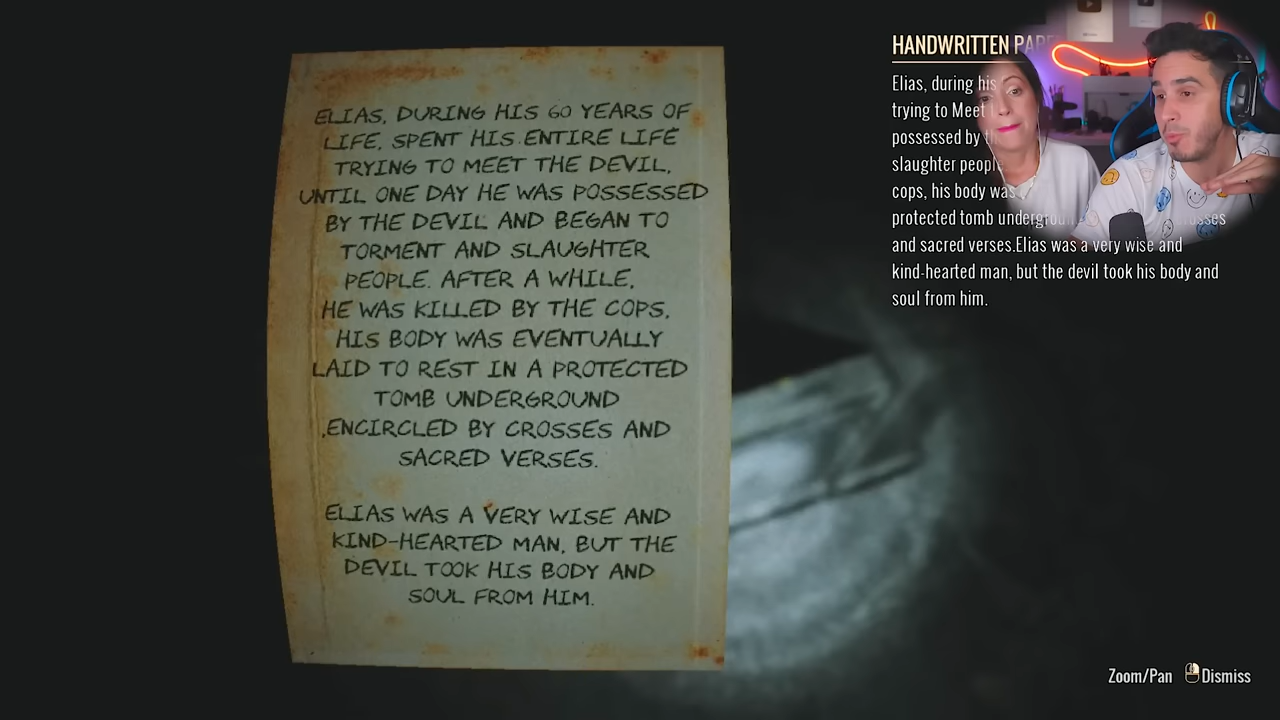 ELIAS, DURING HIS 60 YEARS OF
LIFE, SPENT HIS ENTIRE LIFE
TRYING TO MEET THE DEVIL,
UNTIL ONE DAY HE WAS POSSESSED
BY THE DEVIL AND BEGAN TO
TORMENT AND SLAUGHTER
PEOPLE. AFTER A WHILE,
HE WAS KILLED BY THE COPS,
HIS BODY WAS EVENTUALLY
LAID TO REST IN A PROTECTED
TOMB UNDERGROUND
,ENCIRCLED BY CROSSES AND
SACRED VERSES.
ELIAS WAS A VERY WISE AND
KIND-HEARTED MAN, BUT THE
DEVIL TOOK HIS BODY AND
SOUL FROM HIM.
HANDWRITTEN
Elias, during his
trying to Meet
possessed by
slaughter people
cops, his body was
protected tomb underground
and sacred verses.Elias was a very wise and
kind-hearted man, but the devil took his body and
soul from him.
Zoom/Pan Dismiss